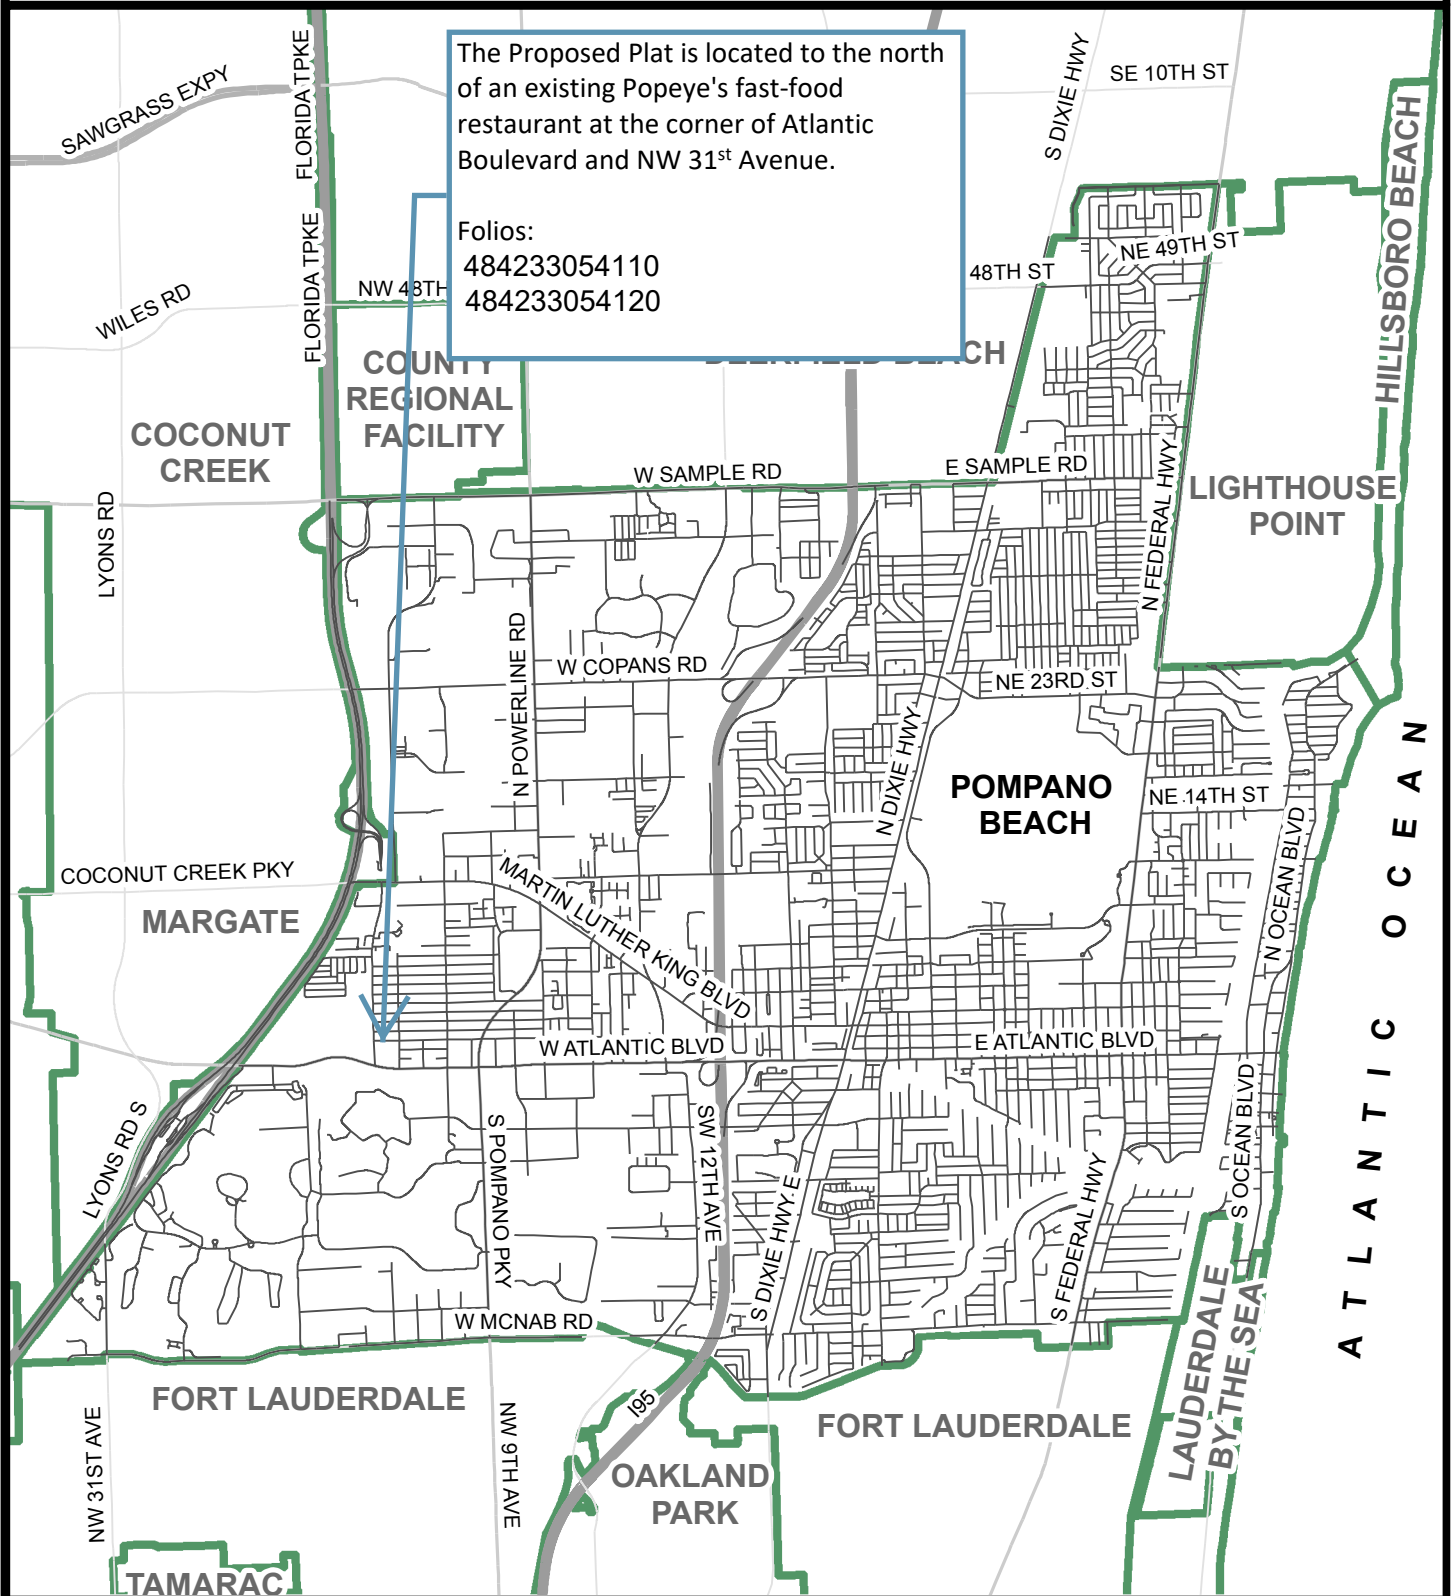 The Proposed Plat is located to the north
of an existing Popeye's fast-food
restaurant at the corner of Atlantic
Boulevard and NW 31st Avenue.
Folios:
484233054110
484233054120
SAWGRASS EXPY
FLORIDA TPKE
FLORIDA TPKE
S DIXIE HWY
SE 10TH ST
HILLSBORO BEACH
NE 49TH ST
48TH ST
NW 48TH
WILES RD
COUNTY
REGIONAL
FACILITY
BEACH
COCONUT
CREEK
W SAMPLE RD
E SAMPLE RD
LIGHTHOUSE
POINT
LYONS RD
N FEDERAL HWY
N POWERLINE RD
W COPANS RD
NE 23RD ST
N DIXIE HWY
POMPANO
BEACH
NE 14TH ST
N OCEAN BLVD
ATLANTIC OCEAN
COCONUT CREEK PKY
MARGATE
MARTIN LUTHER KING BLVD
W ATLANTIC BLVD
E ATLANTIC BLVD
LYONS RD S
S POMPANO PKY
SW 12TH AVE
S DIXIE HWY E
S FEDERAL HWY
S OCEAN BLVD
W MCNAB RD
LAUDERDALE
BY THE SEA
FORT LAUDERDALE
I95
FORT LAUDERDALE
NW 31ST AVE
NW 9TH AVE
OAKLAND
PARK
TAMARAC